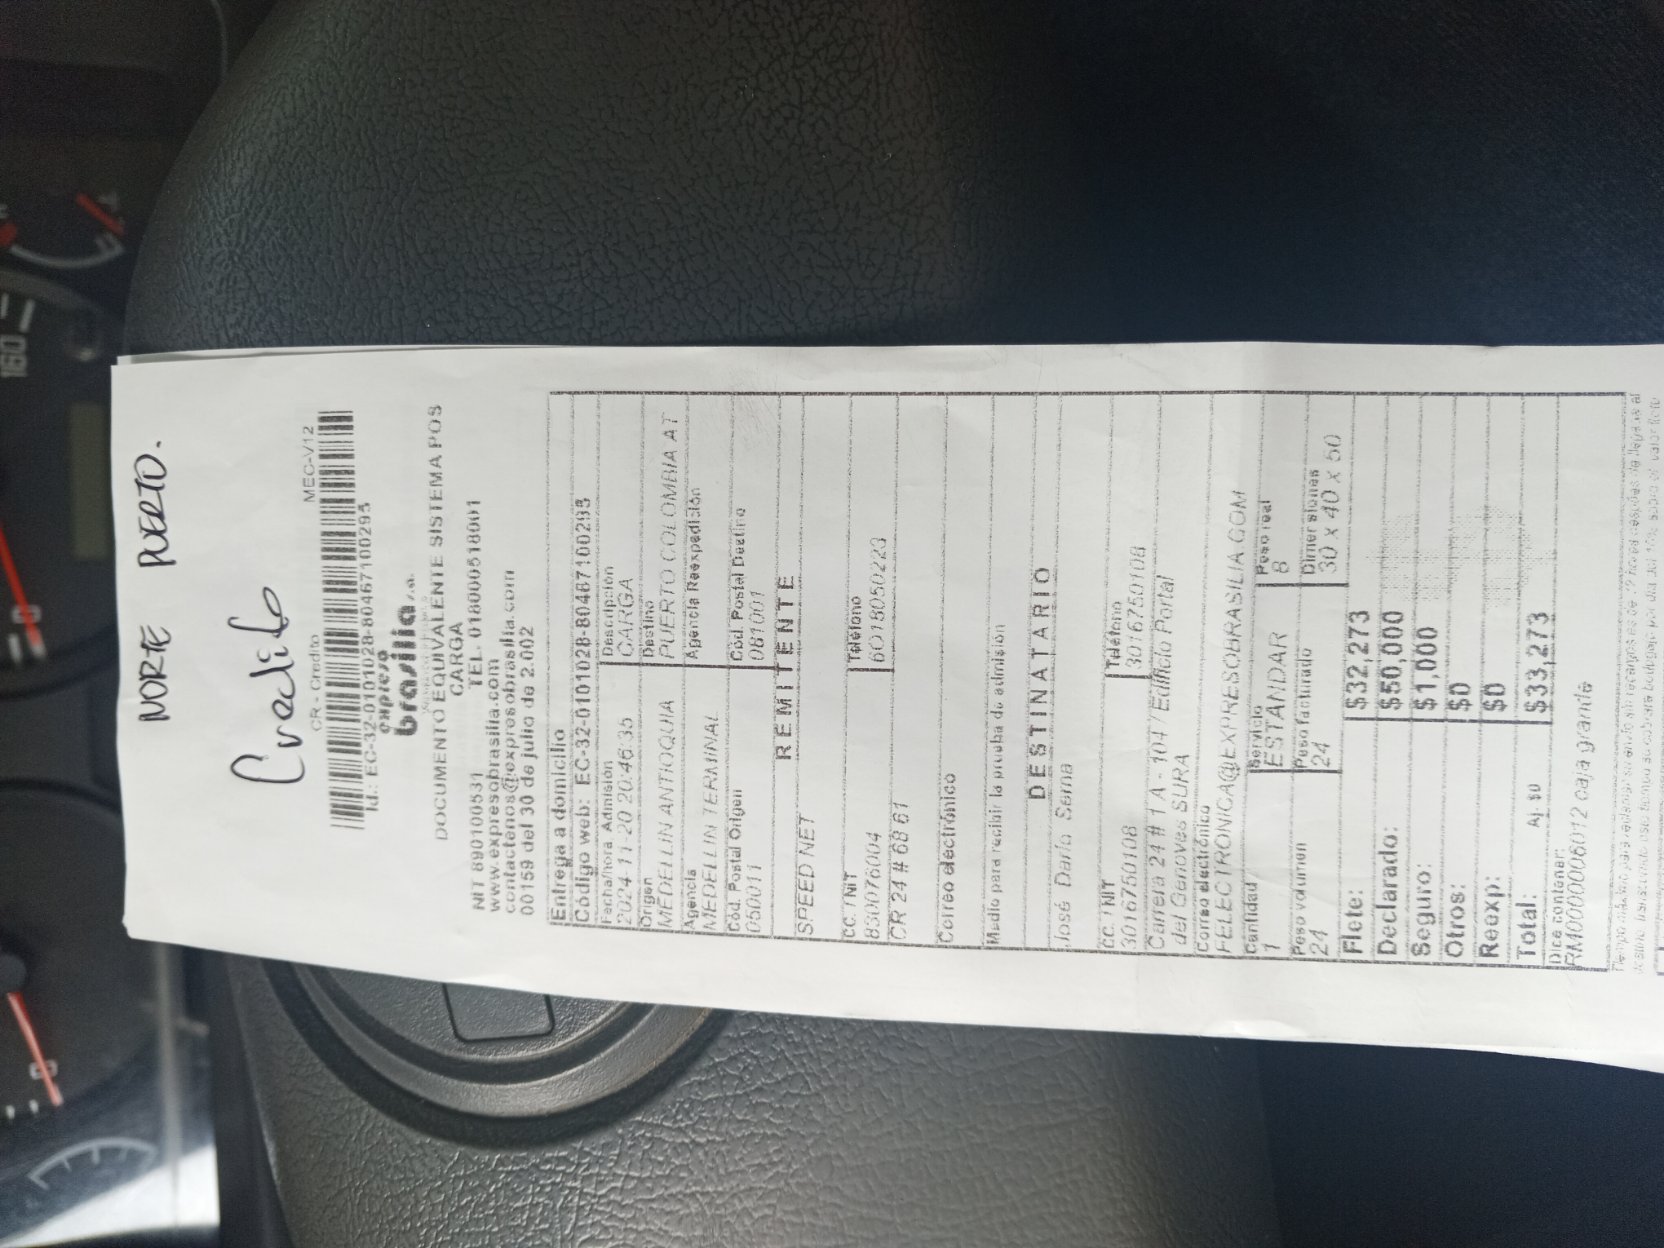 NORTE PUERTO.
Credito
CR - Credito MEC-V12
Id.: EC-32-0101028-80467100295
expreso
brasilia s.a.
DOCUMENTO EQUIVALENTE SISTEMA POS
CARGA
NIT 890100531 TEL. 018000518001
www.expresobrasilia.com
contactenos@expresobrasilia.com
00159 del 30 de julio de 2.002
Entrega a domicilio
Código web: EC-32-0101028-80467100295
Fecha/hora Admisión Descripción
2024-11-20 20:46:35 CARGA
Origen Destino
MEDELLIN ANTIOQUIA PUERTO COLOMBIA AT
Agencia Agencia Reexpedición
MEDELLIN TERMINAL
Cód. Postal Origen Cód. Postal Destino
050011 081001
REMITENTE
SPEED NET
CC. / NIT Teléfono
830076004 6018050223
CR 24 # 68 61
Correo electrónico
Medio para recibir la prueba de admisión
DESTINATARIO
José Darío Serna
CC. / NIT Teléfono
3016750108 3016750108
Carrera 24 # 1A - 104 / Edificio Portal
del Genoves SURA
Correo electrónico
FELECTRONICA@EXPRESOBRASILIA.COM
Cantidad Servicio Peso real
1 ESTANDAR 8
Peso volumen Peso facturado Dimensiones
24 24 30 x 40 x 50
Flete: $32,273
Declarado: $50,000
Seguro: $1,000
Otros: $0
Reexp: $0
Total: Aj. $0 $33,273
Dice contener:
RM0000006012 caja grande